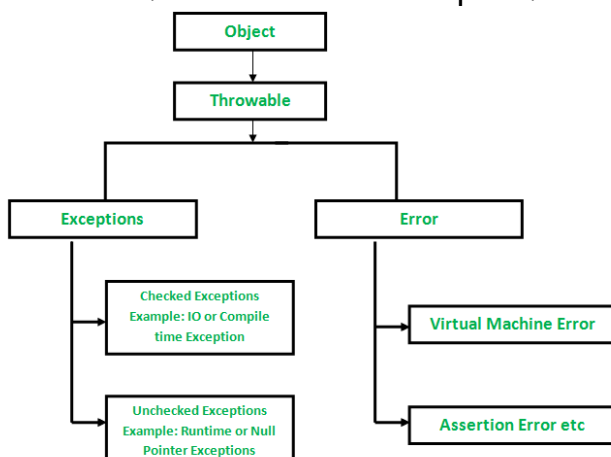 Object
Throwable
Exceptions
Error
Checked Exceptions
Example: IO or Compile
time Exception
Virtual Machine Error
Unchecked Exceptions
Example: Runtime or Null
Pointer Exceptions
Assertion Error etc